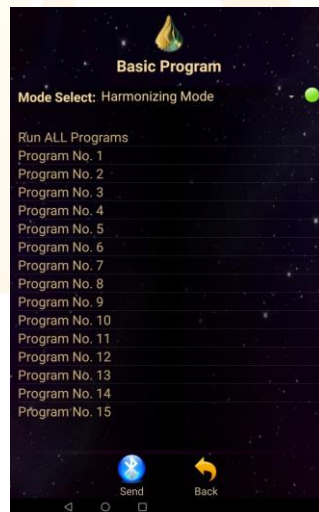 Basic Program
Mode Select: Harmonizing Mode
Run ALL Programs
Program No. 1
Program No. 2
Program No. 3
Program No. 4
Program No. 5
Program No. 6
Program No. 7
Program No. 8
Program No. 9
Program No. 10
Program No. 11
Program No. 12
Program No. 13
Program No. 14
Program No. 15
Send Back